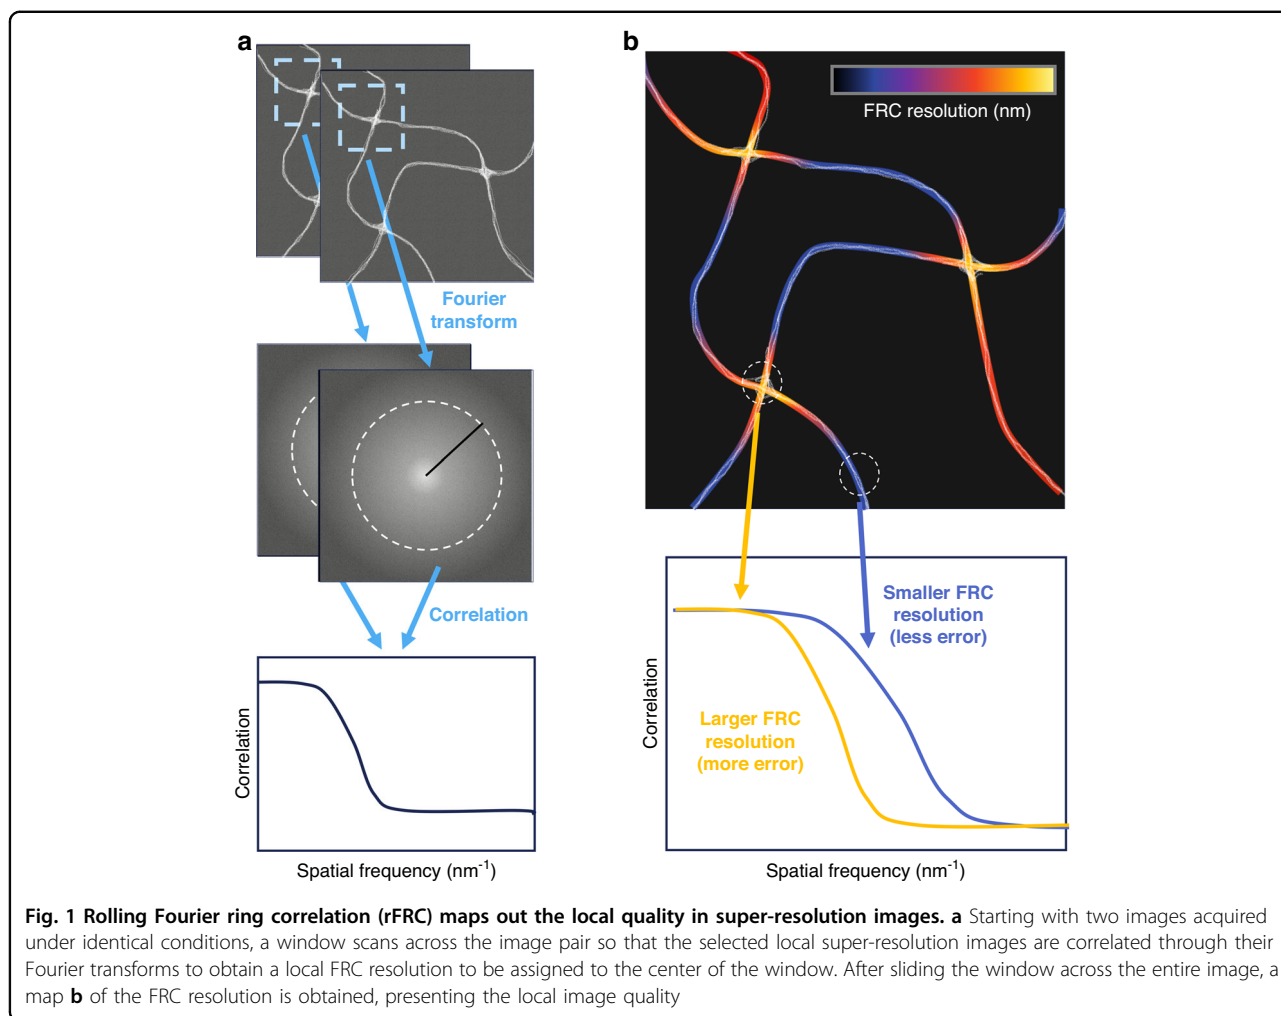 a
Fourier
transform
Correlation
Correlation
Spatial frequency (nm-1)
b
FRC resolution (nm)
Smaller FRC
resolution
(less error)
Larger FRC
resolution
(more error)
Correlation
Spatial frequency (nm-1)
Fig. 1 Rolling Fourier ring correlation (rFRC) maps out the local quality in super-resolution images. a Starting with two images acquired
under identical conditions, a window scans across the image pair so that the selected local super-resolution images are correlated through their
Fourier transforms to obtain a local FRC resolution to be assigned to the center of the window. After sliding the window across the entire image, a
map b of the FRC resolution is obtained, presenting the local image quality